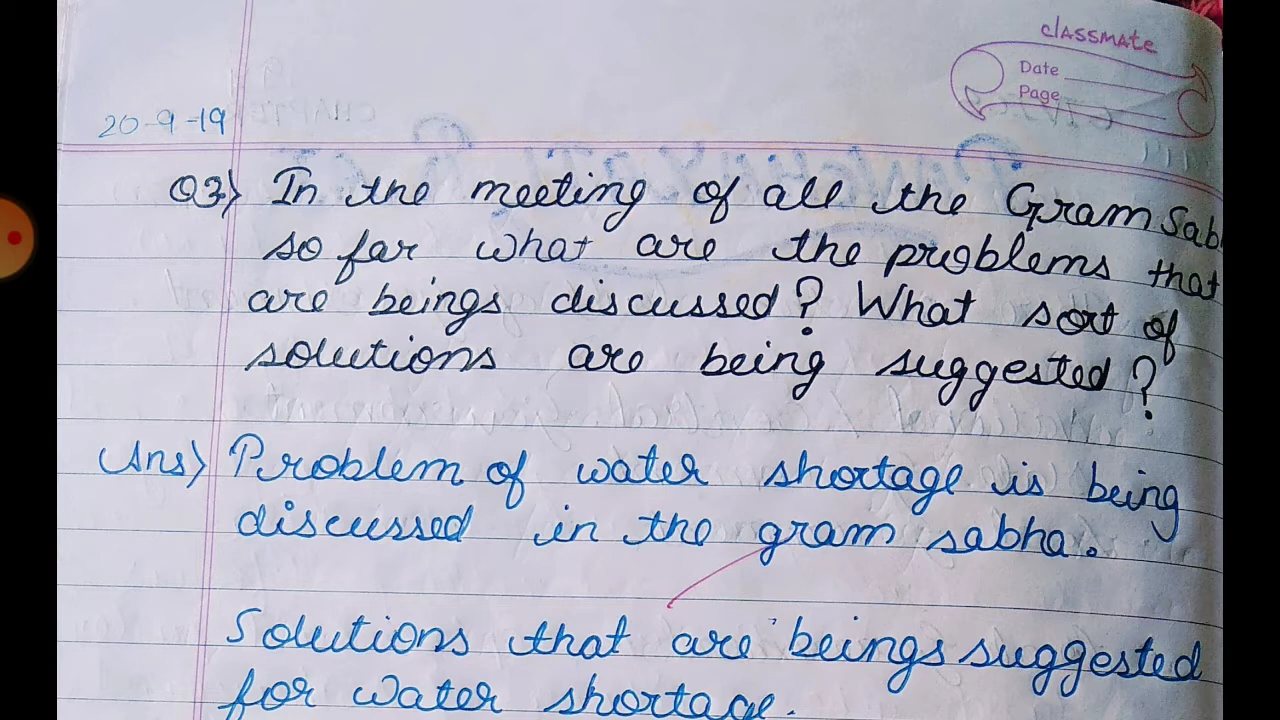 classmate
Date
Page
20-9-19
Q3) In the meeting of all the Gram Sab
so far what are the problems that
are beings discussed? What sort of
solutions are being suggested?
Ans) Problem of water shortage is being
discussed in the gram sabha.
Solutions that are beings suggested
for water shortage.